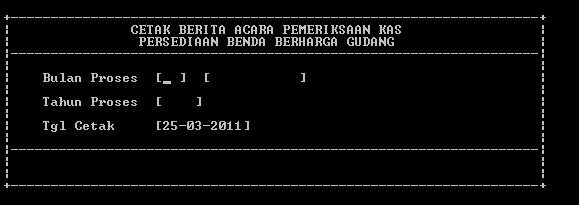 CETAK BERITA ACARA PEMERIKSAAN KAS
PERSEDIAAN BENDA BERHARGA GUDANG
Bulan Proses [_ ] [ ]
Tahun Proses [ ]
Tgl Cetak [25-03-2011]